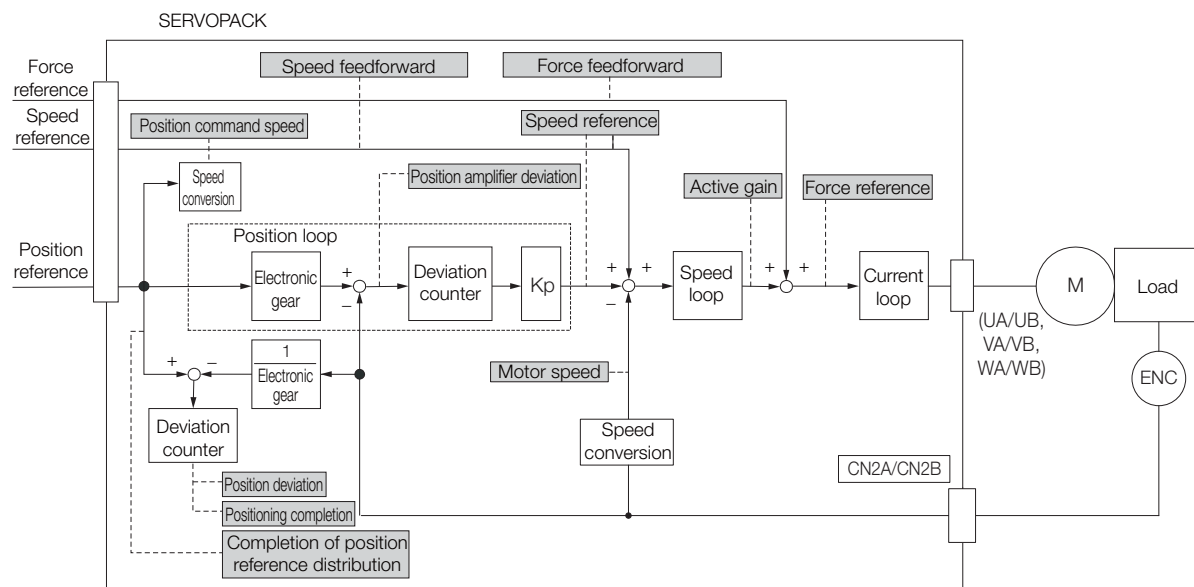 SERVOPACK
Force
reference
Speed feedforward
Force feedforward
Speed
reference
Position command speed
Speed reference
Speed
conversion
Position amplifier deviation
Active gain
Force reference
Position
reference
Position loop
Electronic
gear
+
−
Deviation
counter
Kp
+
+
−
+
Speed
loop
+
+
Current
loop
M
Load
(UA/UB,
VA/VB,
WA/WB)
ENC
+
−
1
Electronic
gear
Motor speed
Deviation
counter
Speed
conversion
CN2A/CN2B
Position deviation
Positioning completion
Completion of position
reference distribution